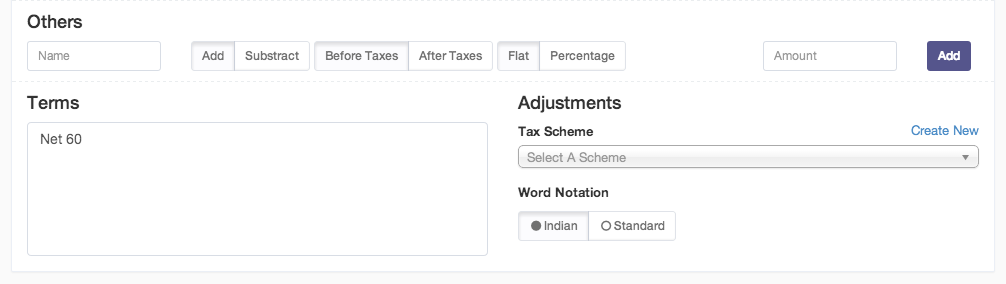 Others
Name Add Substract Before Taxes After Taxes Flat Percentage Amount Add
Terms
Net 60
Adjustments
Tax Scheme Create New
Select A Scheme
Word Notation
Indian Standard